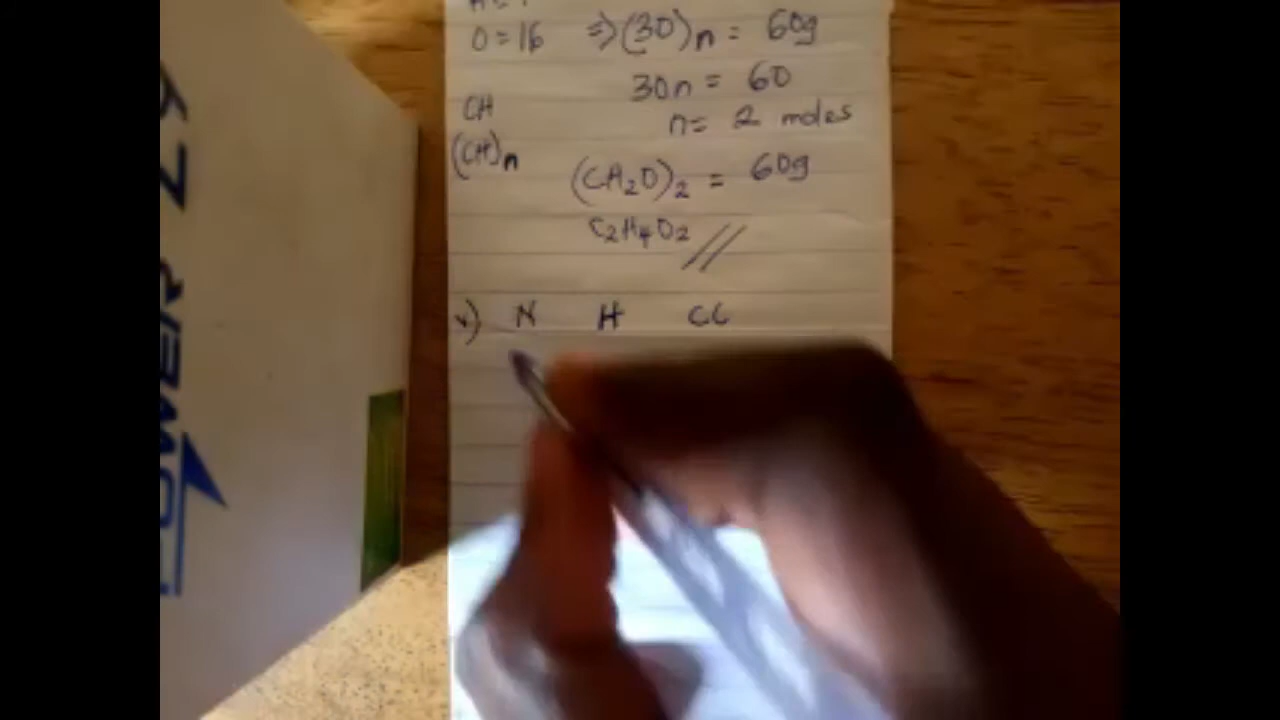 O = 16 ⇒ (30)n = 60g
30n = 60
CH
n = 2 moles
(CH)n
(CH2O)2 = 60g
C2H4O2 //
v) N H Cl